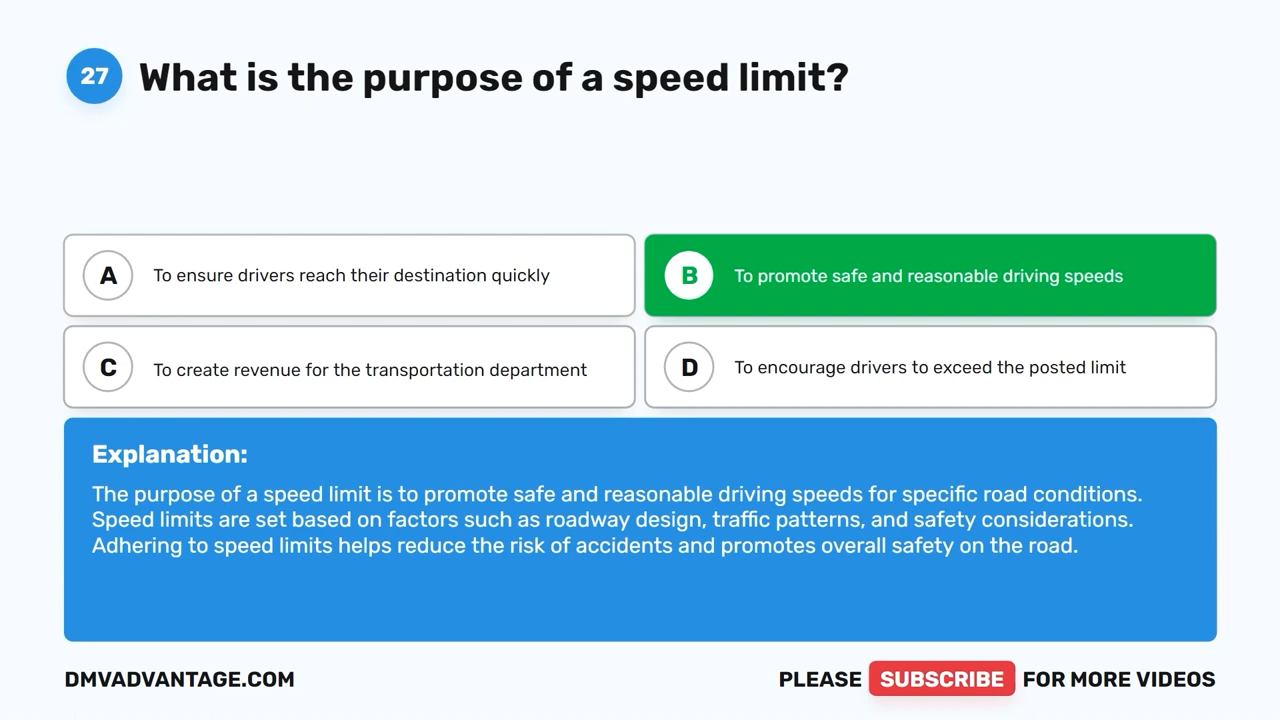 27 What is the purpose of a speed limit?
A To ensure drivers reach their destination quickly
B To promote safe and reasonable driving speeds
C To create revenue for the transportation department
D To encourage drivers to exceed the posted limit
Explanation:
The purpose of a speed limit is to promote safe and reasonable driving speeds for specific road conditions.
Speed limits are set based on factors such as roadway design, traffic patterns, and safety considerations.
Adhering to speed limits helps reduce the risk of accidents and promotes overall safety on the road.
DMVADVANTAGE.COM
PLEASE SUBSCRIBE FOR MORE VIDEOS